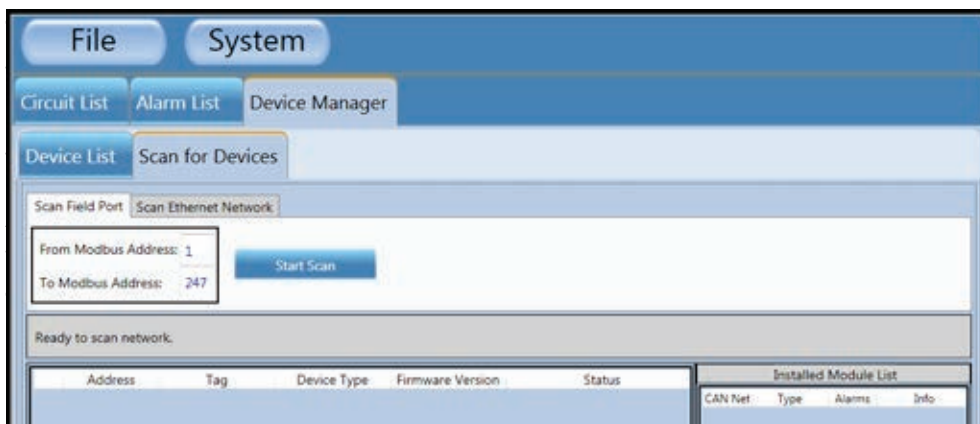 File System
Circuit List Alarm List Device Manager
Device List Scan for Devices
Scan Field Port Scan Ethernet Network
From Modbus Address: 1
Start Scan
To Modbus Address: 247
Ready to scan network.
Address Tag Device Type Firmware Version Status
Installed Module List
CAN Net Type Alarms Info